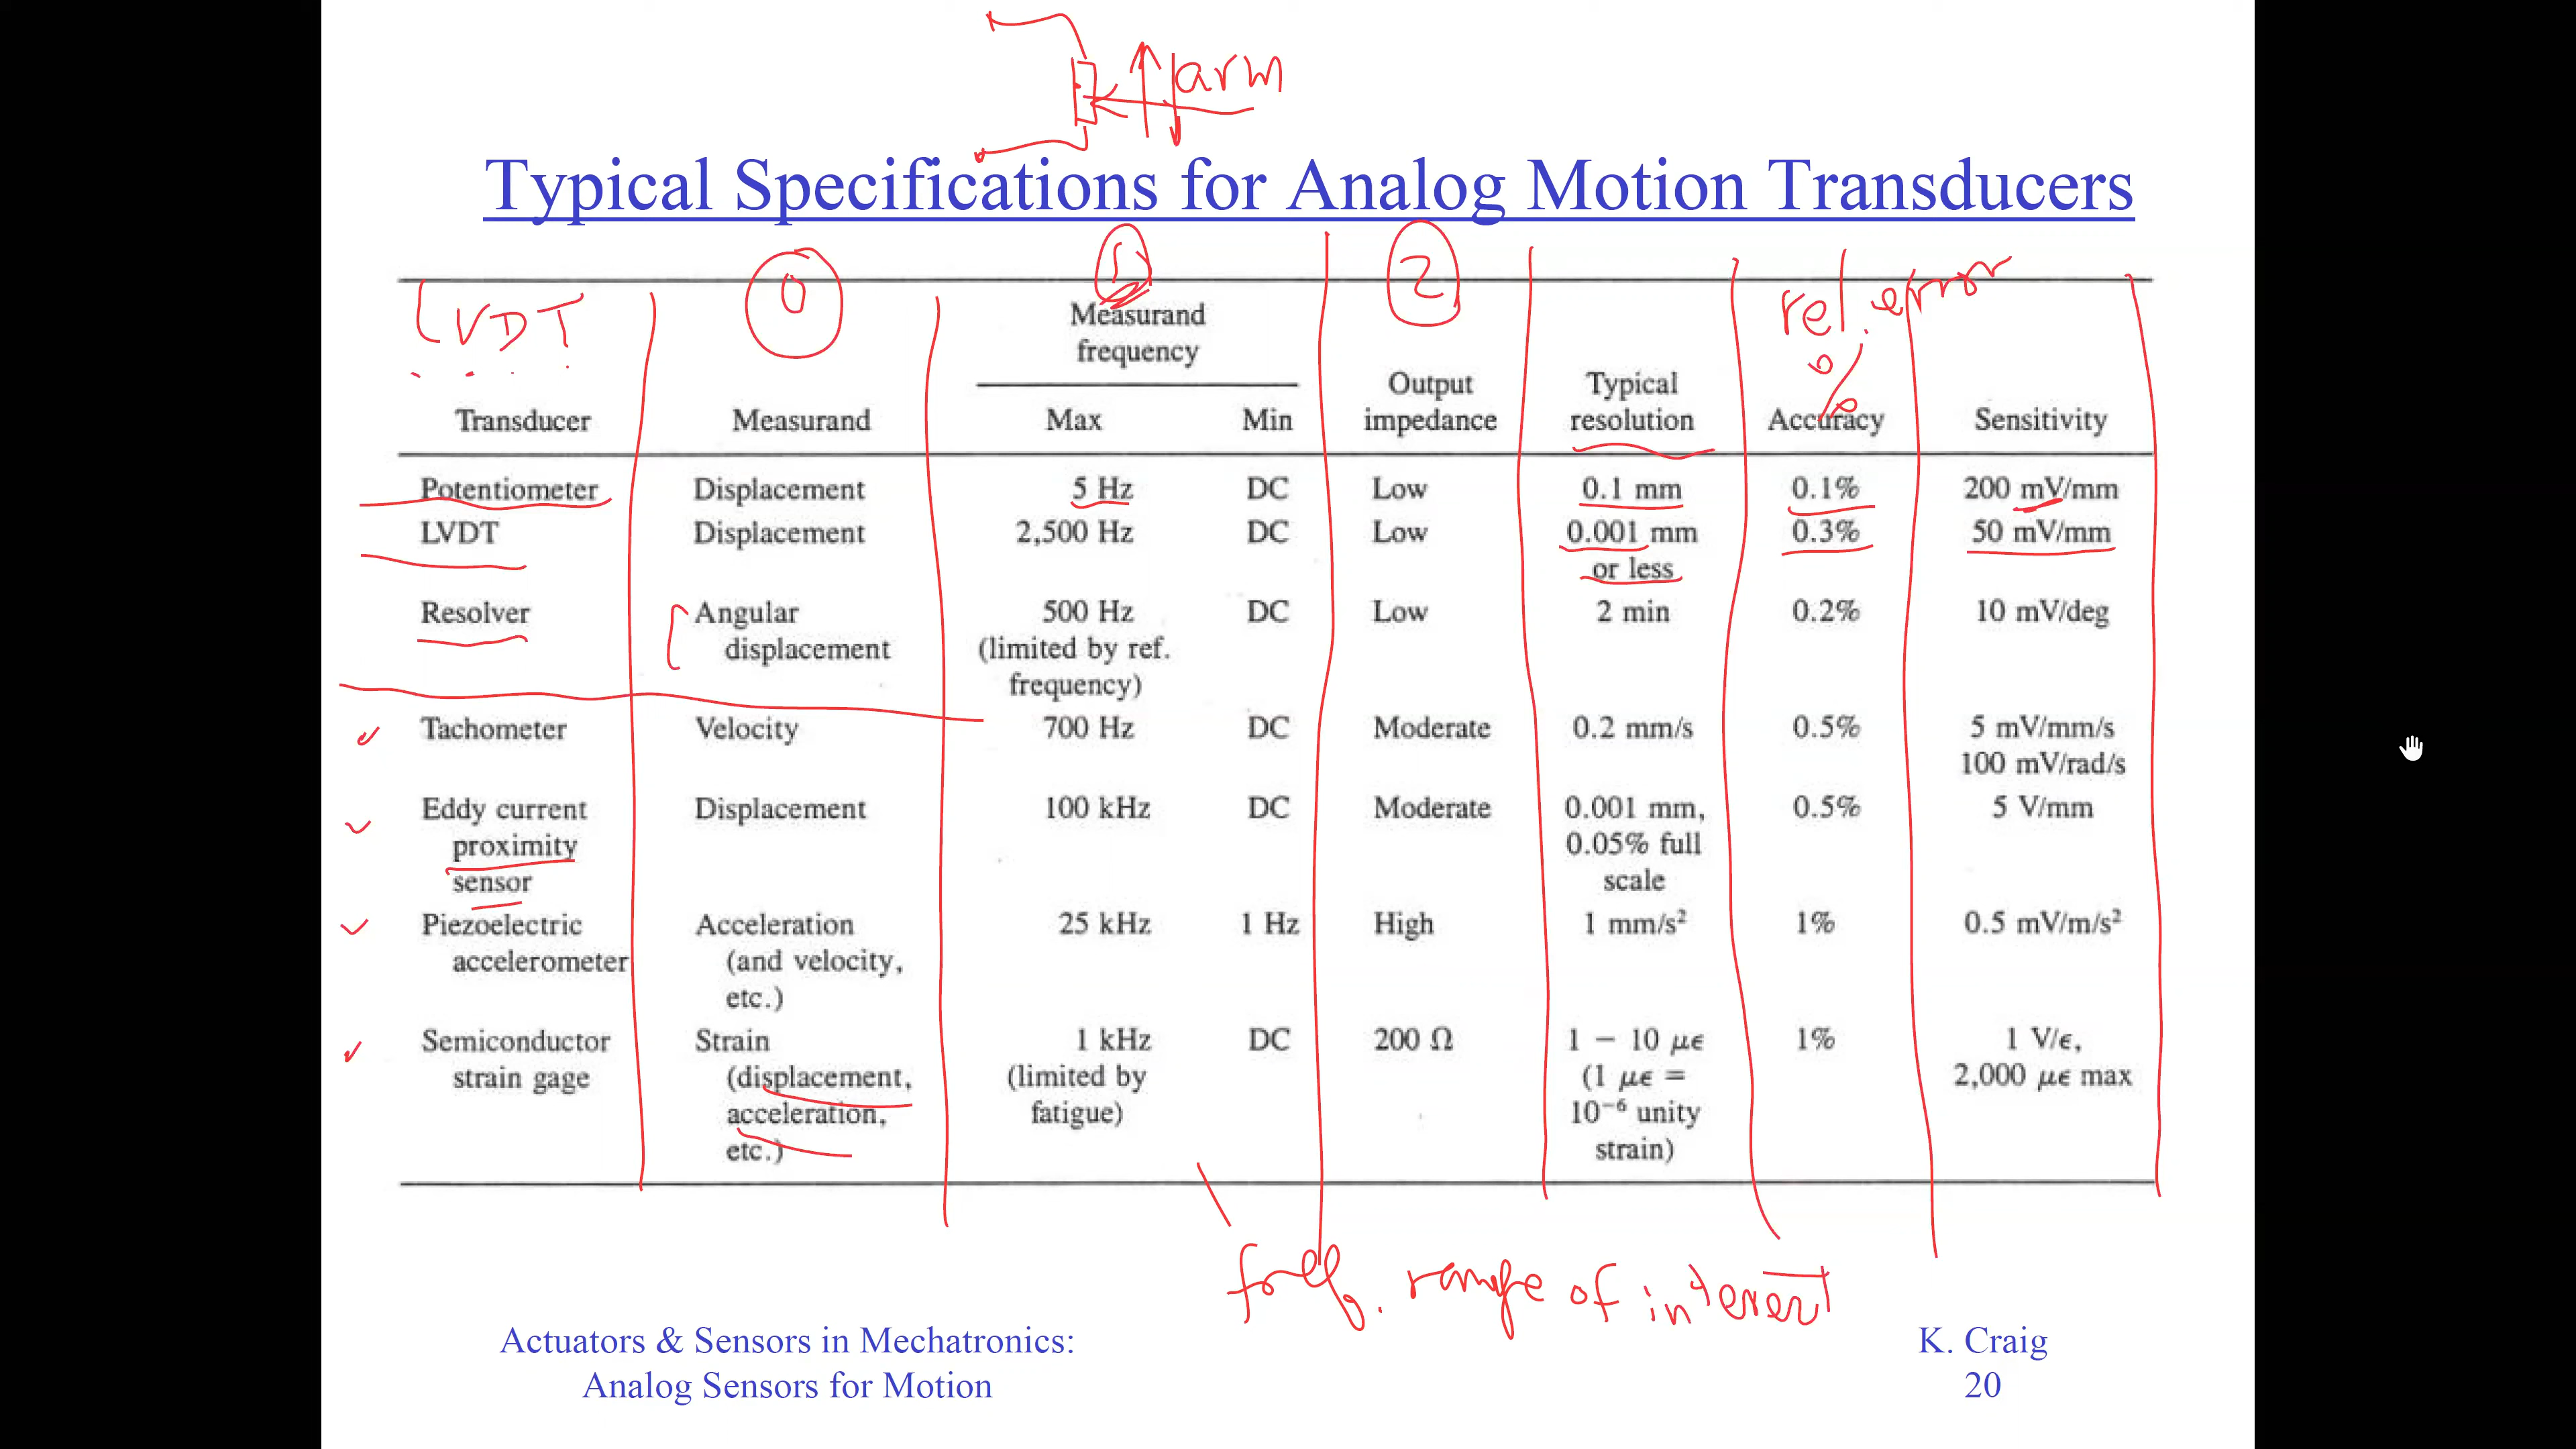 arm
Typical Specifications for Analog Motion Transducers
0
1
2
rel. error
%
LVDT
Measurand
frequency
Output Typical
Transducer Measurand Max Min impedance resolution Accuracy Sensitivity
Potentiometer Displacement 5 Hz DC Low 0.1 mm 0.1% 200 mV/mm
LVDT Displacement 2,500 Hz DC Low 0.001 mm 0.3% 50 mV/mm
or less
Resolver Angular 500 Hz DC Low 2 min 0.2% 10 mV/deg
displacement (limited by ref.
frequency)
Tachometer Velocity 700 Hz DC Moderate 0.2 mm/s 0.5% 5 mV/mm/s
100 mV/rad/s
Eddy current Displacement 100 kHz DC Moderate 0.001 mm, 0.5% 5 V/mm
proximity 0.05% full
sensor scale
Piezoelectric Acceleration 25 kHz 1 Hz High 1 mm/s² 1% 0.5 mV/m/s²
accelerometer (and velocity,
etc.)
Semiconductor Strain 1 kHz DC 200 Ω 1 – 10 με 1% 1 V/ε,
strain gage (displacement, (limited by (1 με = 2,000 με max
acceleration, fatigue) 10⁻⁶ unity
etc.) strain)
freq. range of interest
Actuators & Sensors in Mechatronics: K. Craig
Analog Sensors for Motion 20